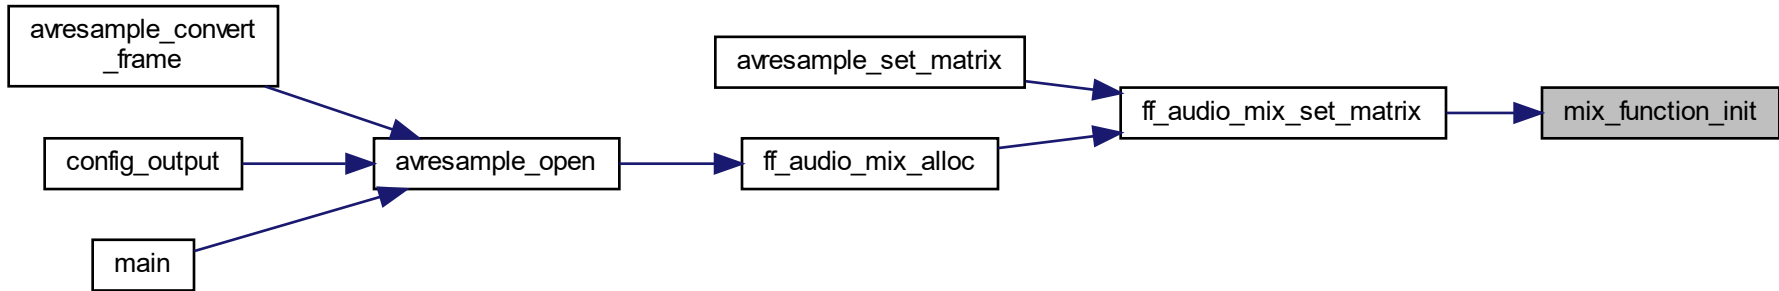 avresample_convert
_frame
config_output
main
avresample_open
avresample_set_matrix
ff_audio_mix_alloc
ff_audio_mix_set_matrix
mix_function_init